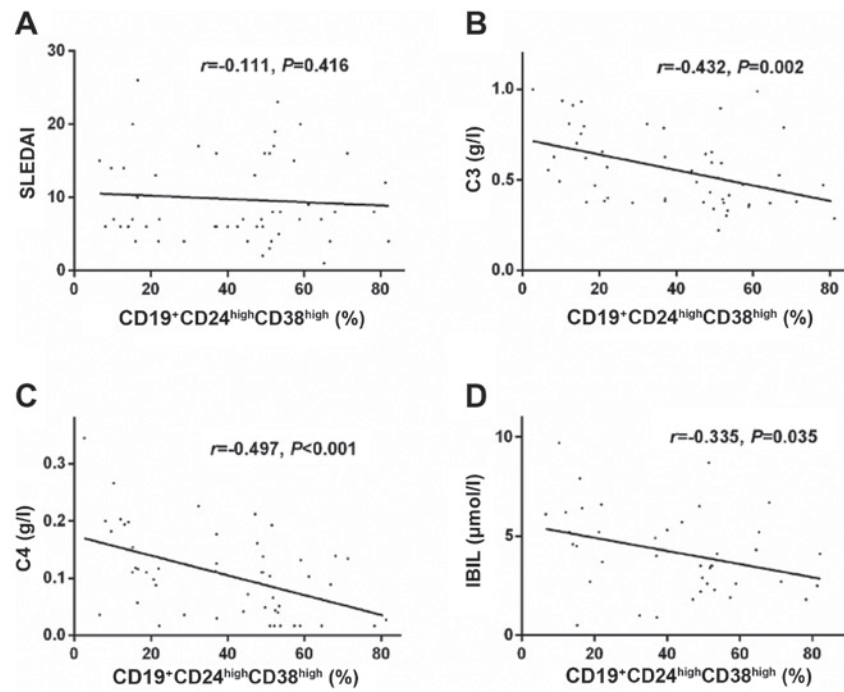 A
r=-0.111, P=0.416
SLEDAI
30
20
10
0
0 20 40 60 80
CD19⁺CD24ʰⁱᵍʰCD38ʰⁱᵍʰ (%)
B
r=-0.432, P=0.002
C3 (g/l)
1.0
0.5
0.0
0 20 40 60 80
CD19⁺CD24ʰⁱᵍʰCD38ʰⁱᵍʰ (%)
C
r=-0.497, P<0.001
C4 (g/l)
0.3
0.2
0.1
0.0
0 20 40 60 80
CD19⁺CD24ʰⁱᵍʰCD38ʰⁱᵍʰ (%)
D
r=-0.335, P=0.035
IBIL (μmol/l)
10
5
0
0 20 40 60 80
CD19⁺CD24ʰⁱᵍʰCD38ʰⁱᵍʰ (%)